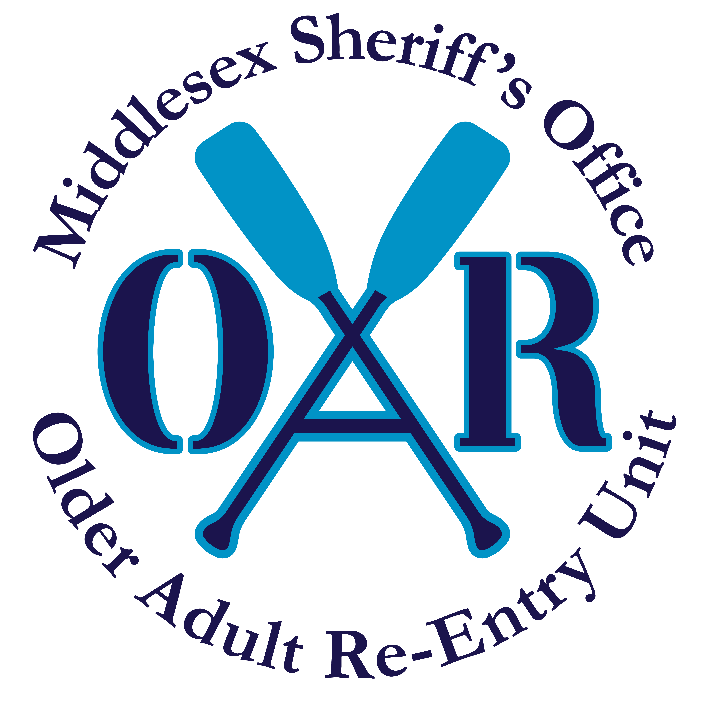 Middlesex Sheriff's Office
OAR
Older Adult Re-Entry Unit